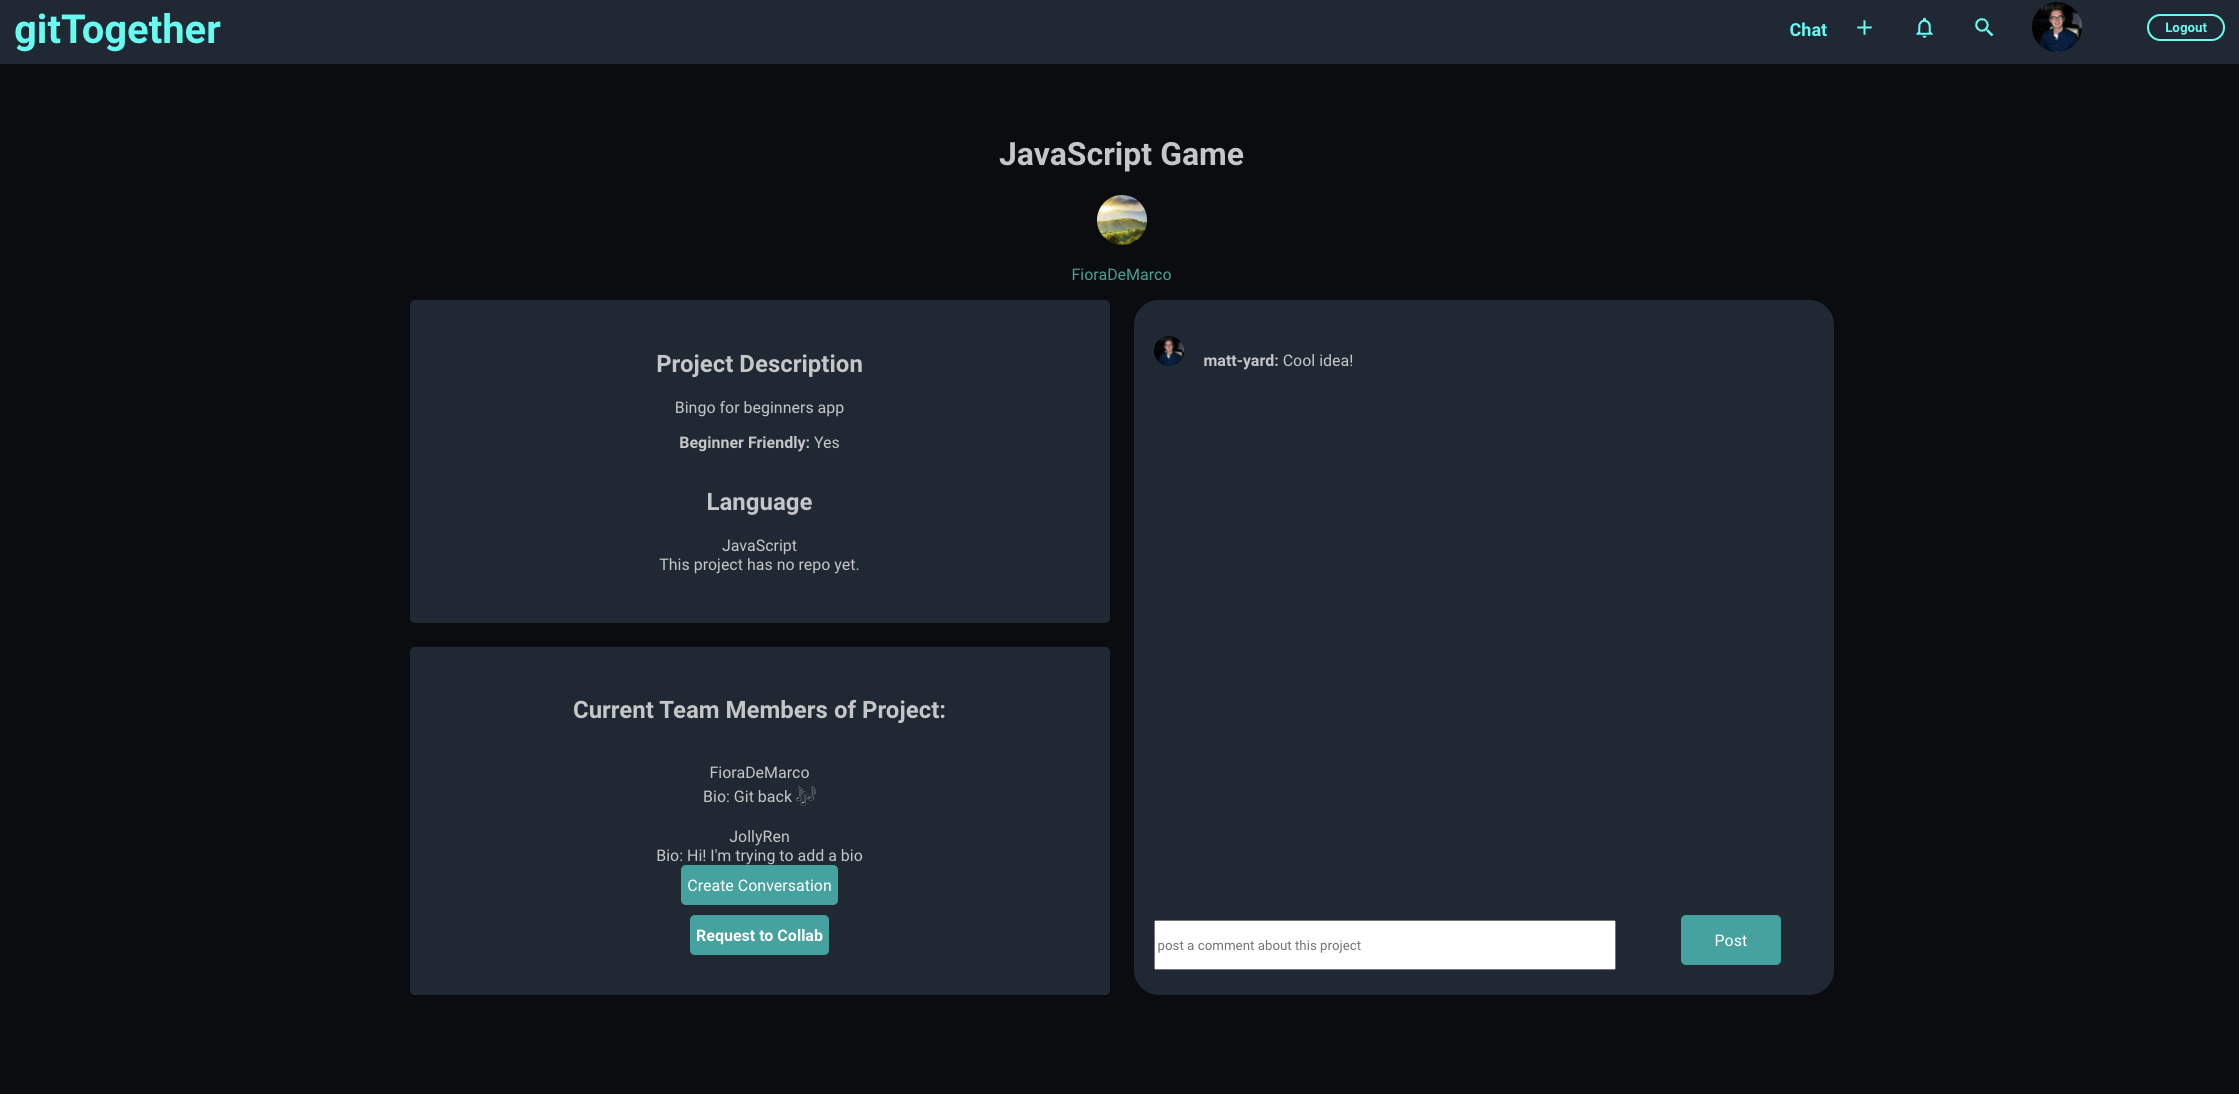 gitTogether
Chat
Logout
JavaScript Game
FioraDeMarco
Project Description
Bingo for beginners app
Beginner Friendly: Yes
Language
JavaScript
This project has no repo yet.
Current Team Members of Project:
FioraDeMarco
Bio: Git back 🎶
JollyRen
Bio: Hi! I'm trying to add a bio
Create Conversation
Request to Collab
matt-yard: Cool idea!
post a comment about this project
Post